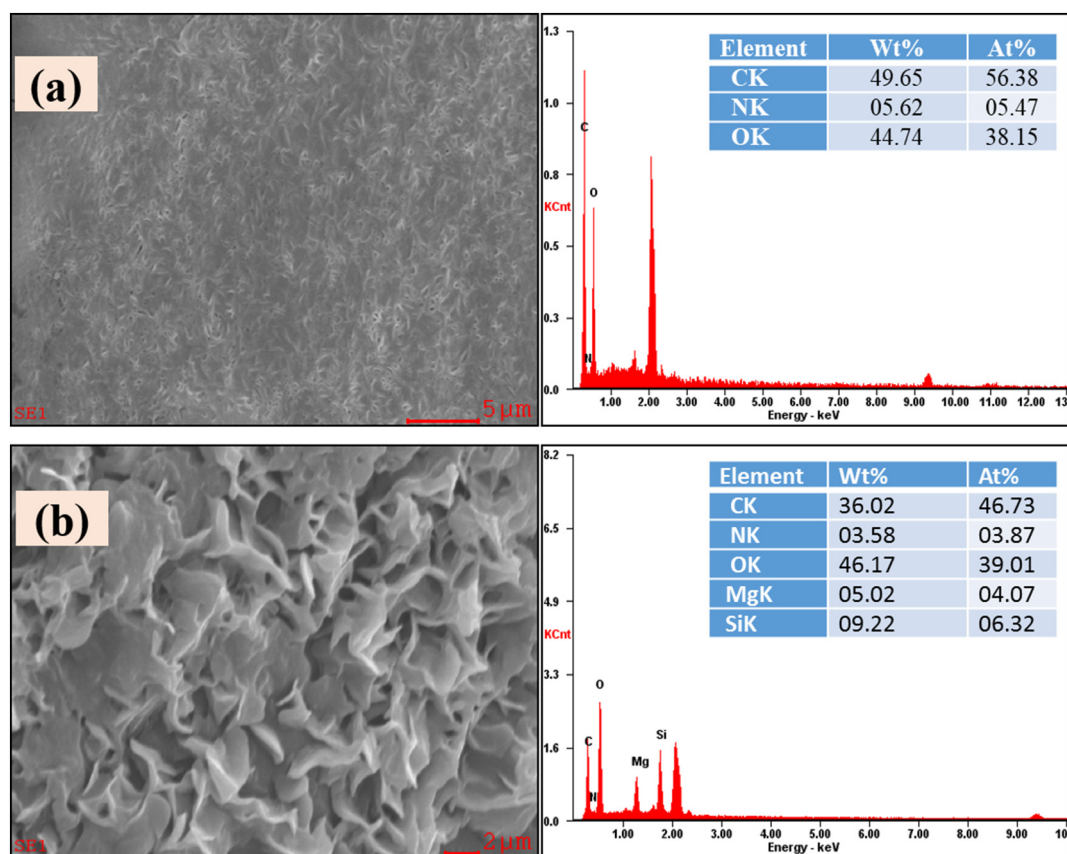 (a)
SE1
5 µm
1.3
1.0
0.8
KCnt
0.5
0.3
0.0
C
O
N
1.00 2.00 3.00 4.00 5.00 6.00 7.00 8.00 9.00 10.00 11.00 12.00 13
Energy - keV
Element Wt% At%
CK 49.65 56.38
NK 05.62 05.47
OK 44.74 38.15
(b)
2 µm
8.2
6.5
4.9
KCnt
3.3
1.6
0.0
C
O
N
Mg
Si
1.00 2.00 3.00 4.00 5.00 6.00 7.00 8.00 9.00 10
Energy - keV
Element Wt% At%
CK 36.02 46.73
NK 03.58 03.87
OK 46.17 39.01
MgK 05.02 04.07
SiK 09.22 06.32